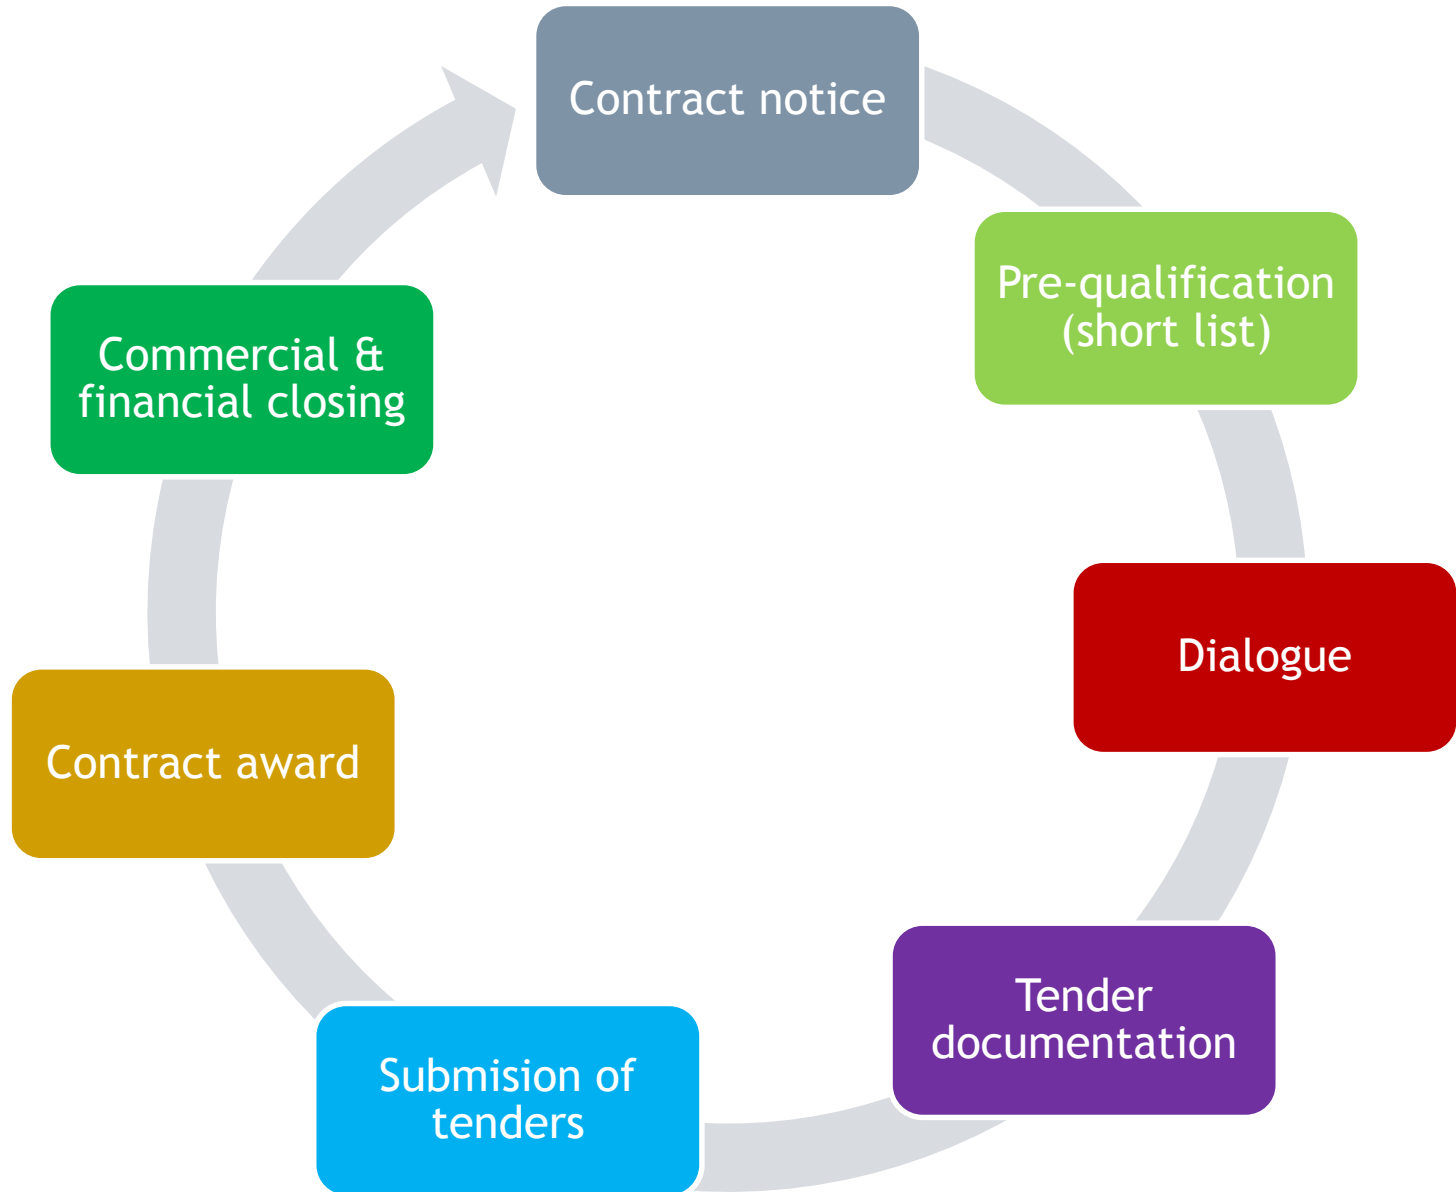 Contract notice
Pre-qualification
(short list)
Dialogue
Tender
documentation
Submision of
tenders
Contract award
Commercial &
financial closing